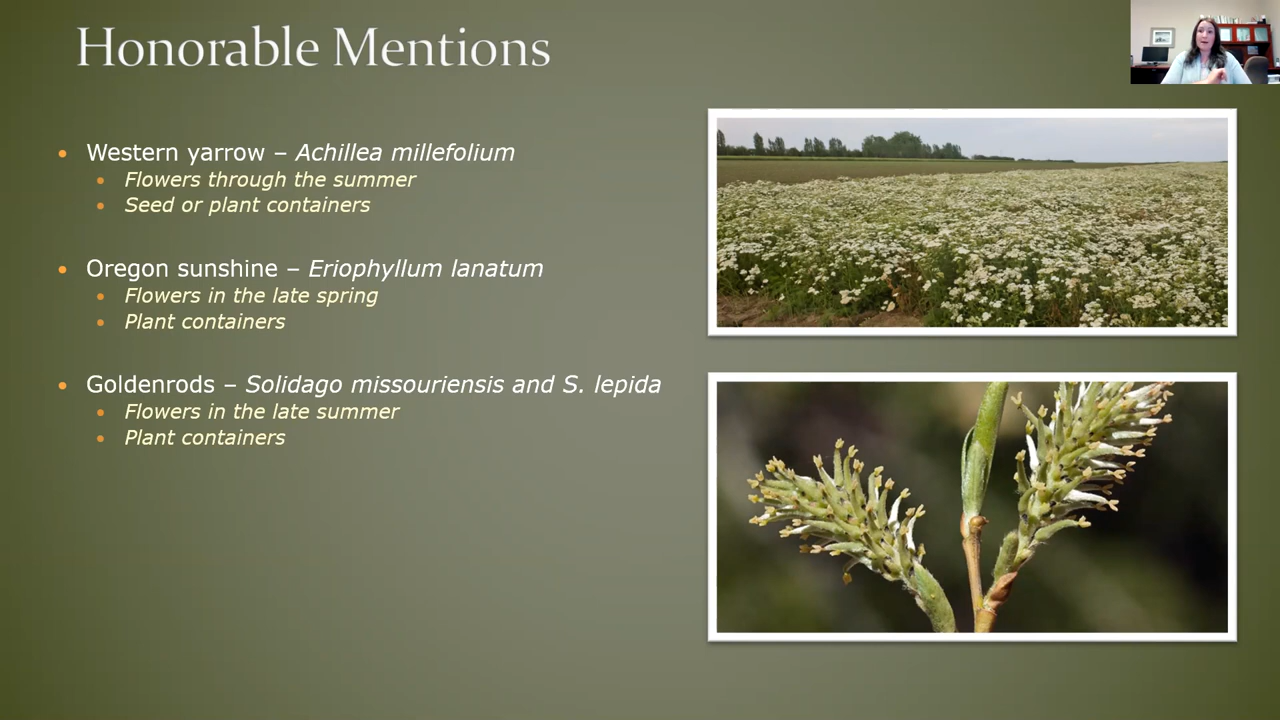 Honorable Mentions
• Western yarrow – Achillea millefolium
• Flowers through the summer
• Seed or plant containers
• Oregon sunshine – Eriophyllum lanatum
• Flowers in the late spring
• Plant containers
• Goldenrods – Solidago missouriensis and S. lepida
• Flowers in the late summer
• Plant containers